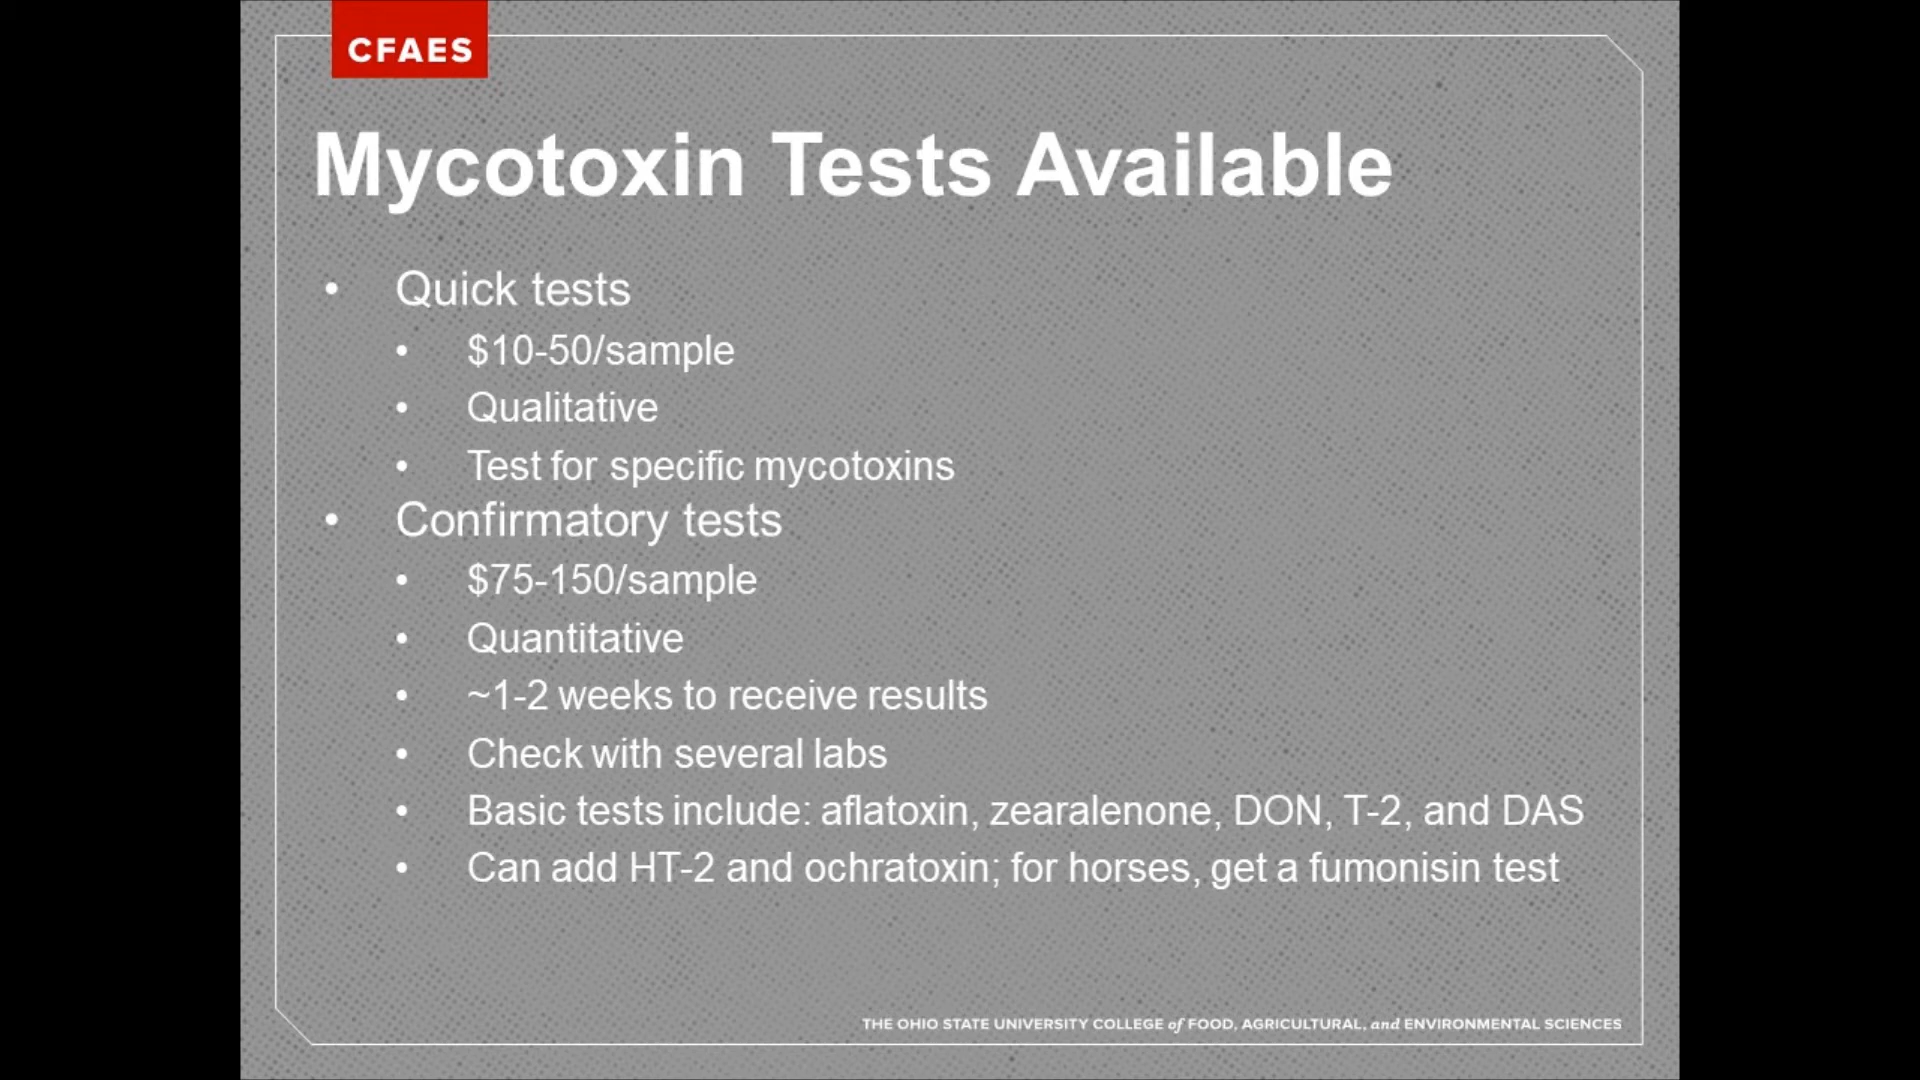 CFAES
Mycotoxin Tests Available
• Quick tests
• $10-50/sample
• Qualitative
• Test for specific mycotoxins
• Confirmatory tests
• $75-150/sample
• Quantitative
• ~1-2 weeks to receive results
• Check with several labs
• Basic tests include: aflatoxin, zearalenone, DON, T-2, and DAS
• Can add HT-2 and ochratoxin; for horses, get a fumonisin test
THE OHIO STATE UNIVERSITY COLLEGE of FOOD, AGRICULTURAL, and ENVIRONMENTAL SCIENCES